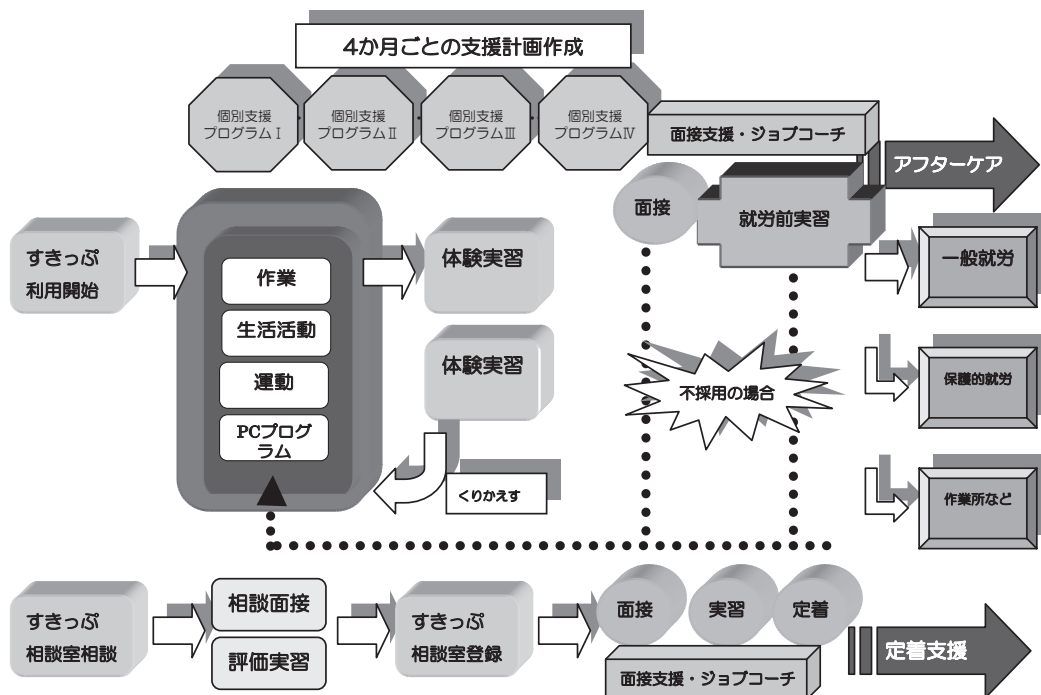 4か月ごとの支援計画作成
個別支援
プログラムⅠ
個別支援
プログラムⅡ
個別支援
プログラムⅢ
個別支援
プログラムⅣ
面接支援・ジョブコーチ
アフターケア
面接
就労前実習
すきっぷ
利用開始
作業
生活活動
運動
PCプログ
ラム
体験実習
体験実習
くりかえす
不採用の場合
一般就労
保護的就労
作業所など
すきっぷ
相談室相談
相談面接
評価実習
すきっぷ
相談室登録
面接
実習
定着
面接支援・ジョブコーチ
定着支援